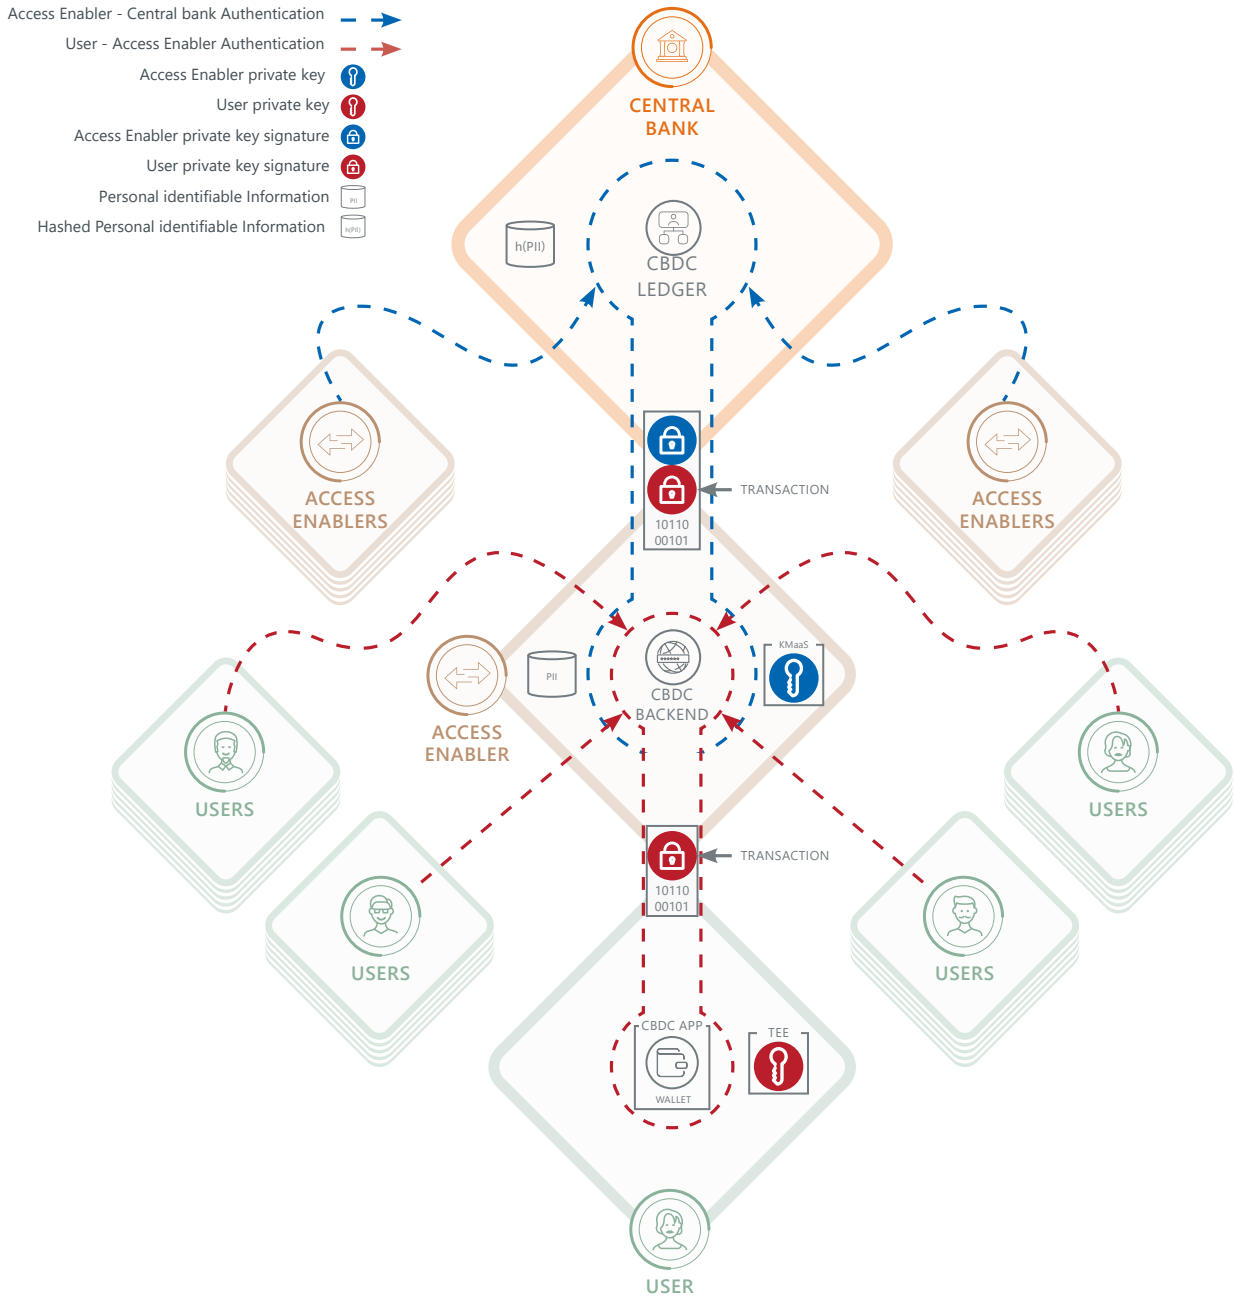 Access Enabler - Central bank Authentication
User - Access Enabler Authentication
Access Enabler private key
User private key
Access Enabler private key signature
User private key signature
Personal identifiable Information
PII
Hashed Personal identifiable Information
h(PII)
CENTRAL
BANK
h(PII)
CBDC
LEDGER
ACCESS
ENABLERS
ACCESS
ENABLERS
TRANSACTION
10110
00101
KMaaS
PII
CBDC
BACKEND
ACCESS
ENABLER
USERS
USERS
TRANSACTION
10110
00101
USERS
USERS
CBDC APP
WALLET
TEE
USER